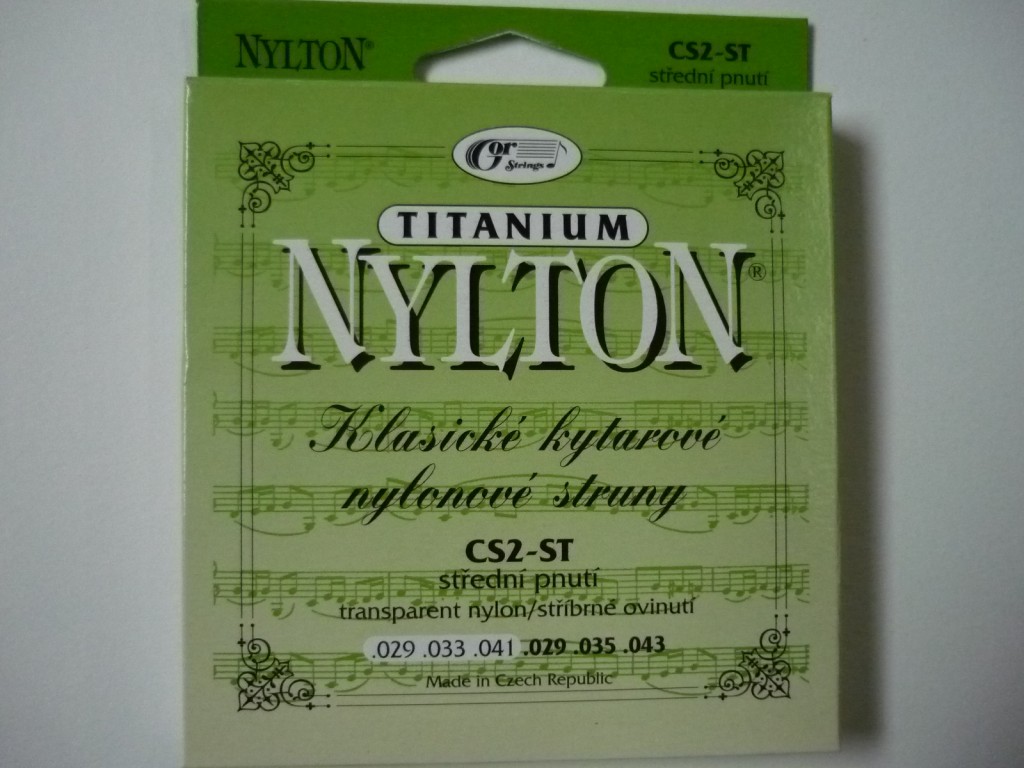 NYLTON®
CS2-ST
střední pnutí
Gor
Strings
TITANIUM
NYLTON®
Klasické kytarové
nylonové struny
CS2-ST
střední pnutí
transparent nylon/stříbrné ovinutí
.029 .033 .041 .029 .035 .043
Made in Czech Republic